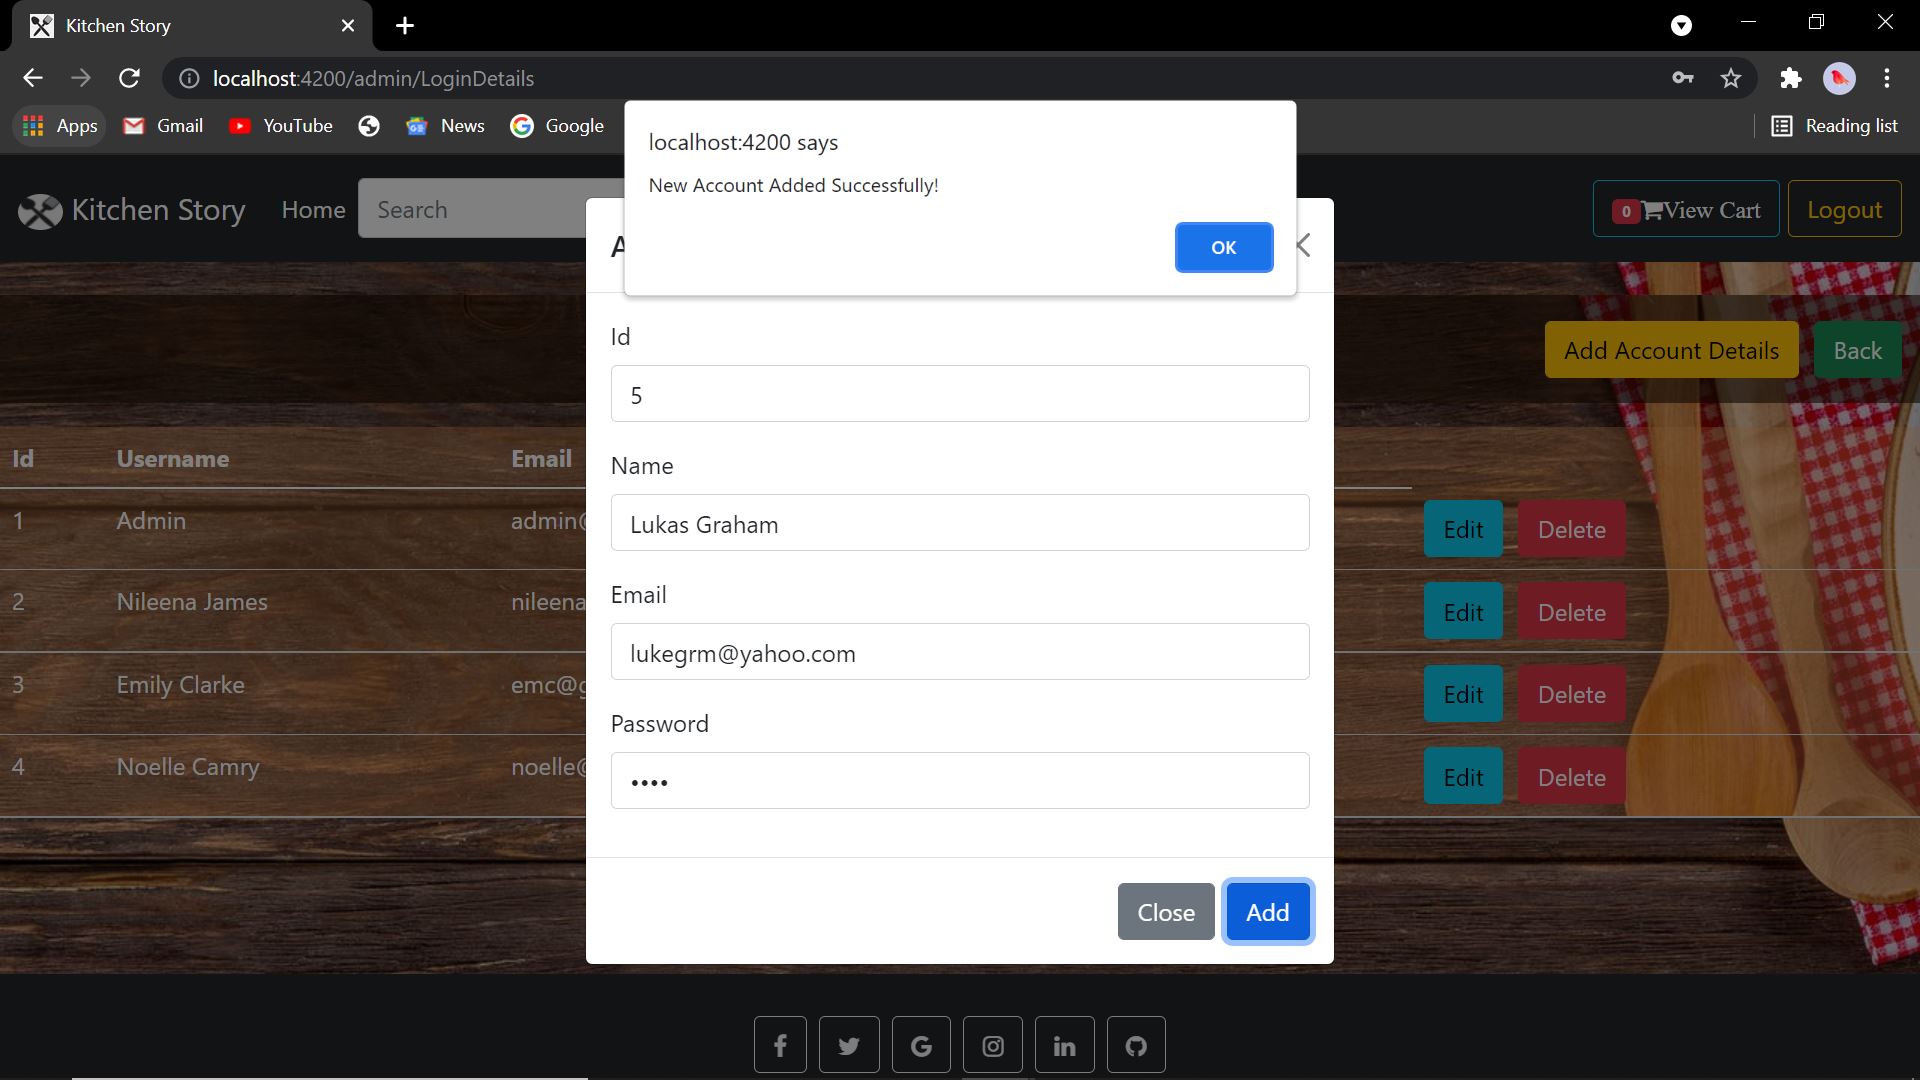 Kitchen Story
localhost:4200/admin/LoginDetails
Apps
Gmail
YouTube
News
Google
Reading list
localhost:4200 says
New Account Added Successfully!
OK
Kitchen Story
Home
Search
0
View Cart
Logout
Add Account Details
Back
Id Username Email
1 Admin admin@
Edit Delete
2 Nileena James nileena
Edit Delete
3 Emily Clarke emc@g
Edit Delete
4 Noelle Camry noelle@
Edit Delete
Id
5
Name
Lukas Graham
Email
lukegrm@yahoo.com
Password
••••
Close
Add